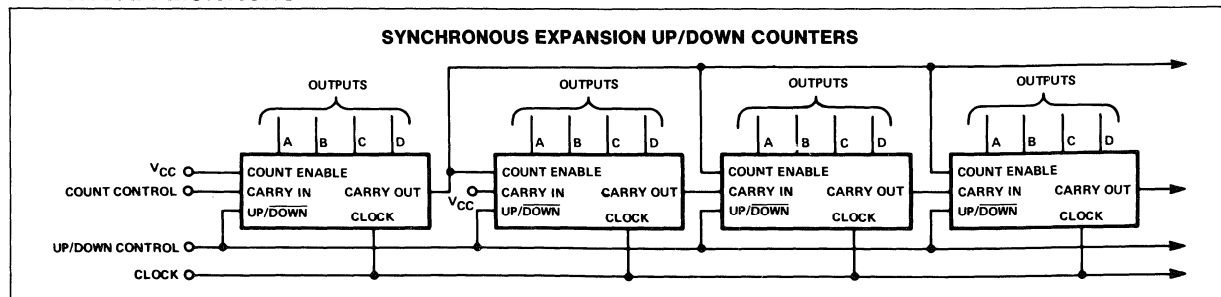 SYNCHRONOUS EXPANSION UP/DOWN COUNTERS
OUTPUTS OUTPUTS OUTPUTS OUTPUTS
A B C D A B C D A B C D A B C D
VCC COUNT ENABLE COUNT ENABLE COUNT ENABLE COUNT ENABLE
COUNT CONTROL CARRY IN CARRY OUT VCC CARRY IN CARRY OUT CARRY IN CARRY OUT CARRY IN CARRY OUT
UP/DOWN UP/DOWN UP/DOWN UP/DOWN
CLOCK CLOCK CLOCK CLOCK
UP/DOWN CONTROL
CLOCK